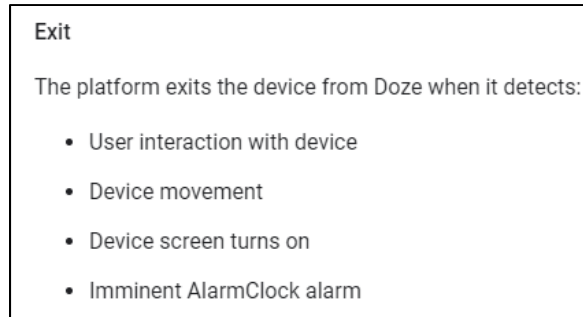 Exit
The platform exits the device from Doze when it detects:
• User interaction with device
• Device movement
• Device screen turns on
• Imminent AlarmClock alarm